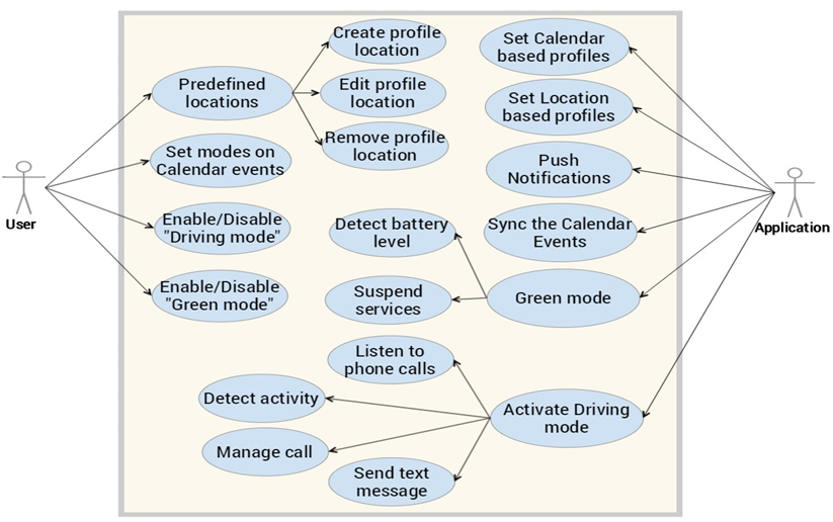 Create profile
location
Predefined
locations
Edit profile
location
Remove profile
location
Set modes on
Calendar events
Enable/Disable
"Driving mode"
Enable/Disable
"Green mode"
User
Set Calendar
based profiles
Set Location
based profiles
Push
Notifications
Sync the Calendar
Events
Green mode
Detect battery
level
Suspend
services
Application
Listen to
phone calls
Detect activity
Manage call
Send text
message
Activate Driving
mode